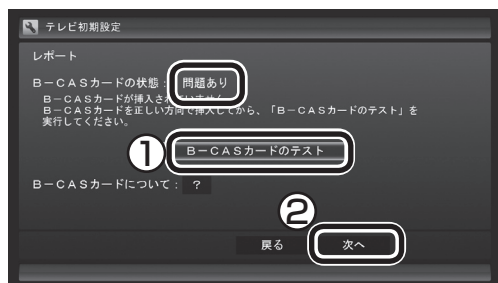 テレビ初期設定
レポート
B-CASカードの状態: 問題あり
B-CASカードが挿入されていません
B-CASカードを正しい方向で挿入してから、「B-CASカードのテスト」を
実行してください。
① B-CASカードのテスト
B-CASカードについて: ?
②
戻る 次へ